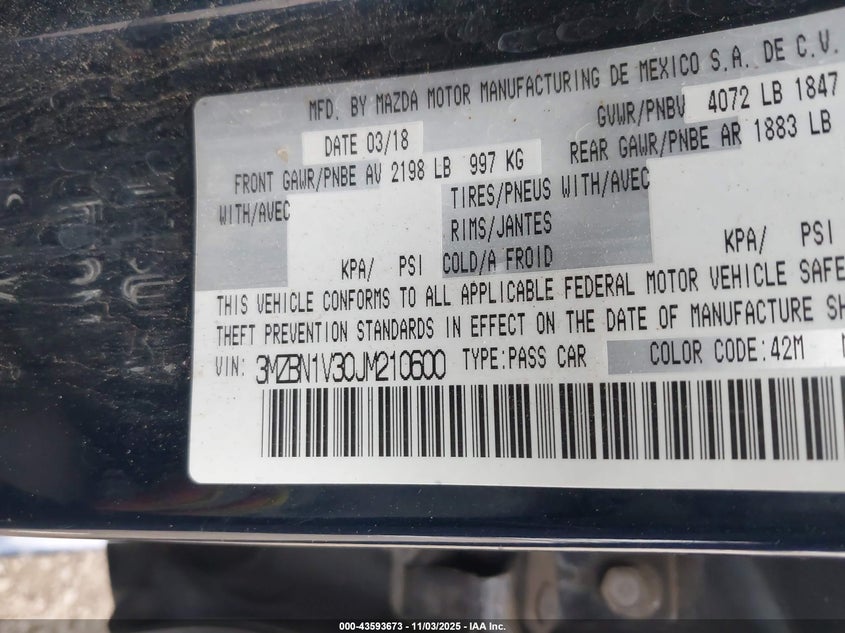 MFD. BY MAZDA MOTOR MANUFACTURING DE MEXICO S.A. DE C.V.
DATE 03/18 GVWR/PNBV 4072 LB 1847
FRONT GAWR/PNBE AV 2198 LB 997 KG REAR GAWR/PNBE AR 1883 LB
WITH/AVEC TIRES/PNEUS WITH/AVEC
RIMS/JANTES
KPA/ PSI COLD/A FROID KPA/ PSI
THIS VEHICLE CONFORMS TO ALL APPLICABLE FEDERAL MOTOR VEHICLE SAFE
THEFT PREVENTION STANDARDS IN EFFECT ON THE DATE OF MANUFACTURE SH
VIN: 3MZBN1V30JM210600 TYPE:PASS CAR COLOR CODE:42M
000-43593673 - 11/03/2025 - IAA, Inc.